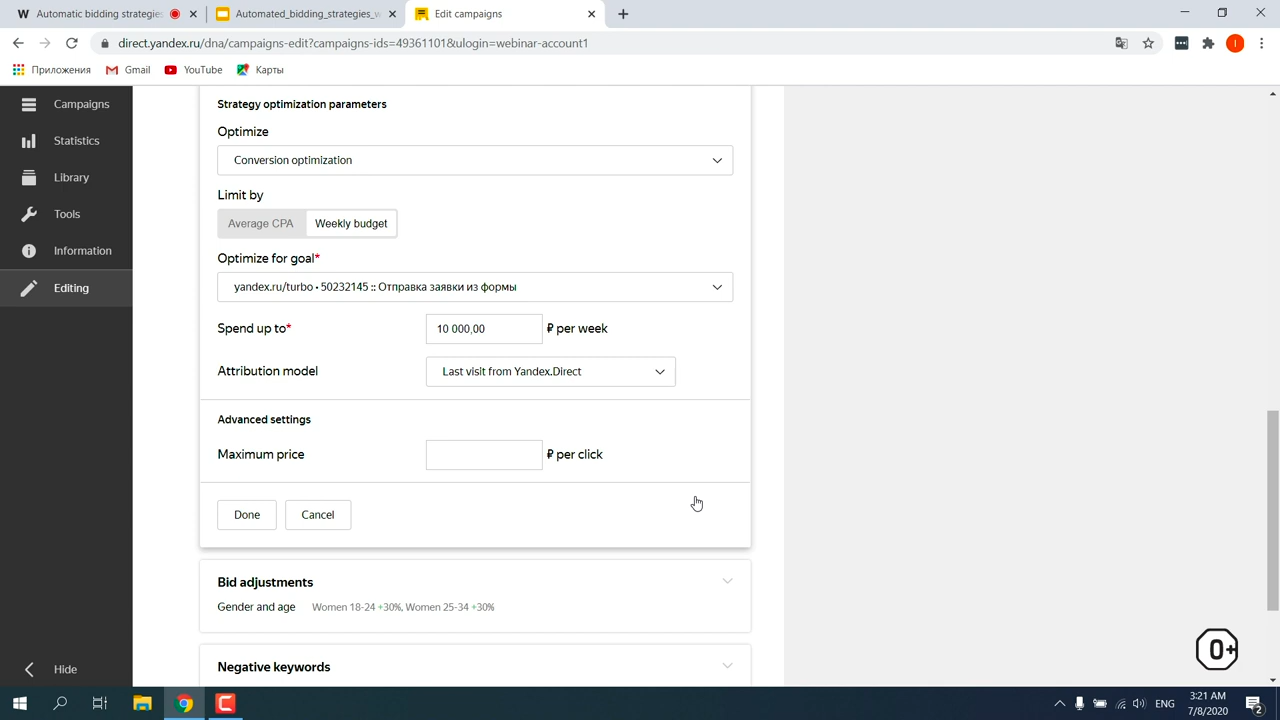 Automatic bidding strategies
Automated_bidding_strategies_w
Edit campaigns
direct.yandex.ru/dna/campaigns-edit?campaigns-ids=49361101&ulogin=webinar-account1
Приложения
Gmail
YouTube
Карты
Campaigns
Statistics
Library
Tools
Information
Editing
Hide
Strategy optimization parameters
Optimize
Conversion optimization
Limit by
Average CPA Weekly budget
Optimize for goal*
yandex.ru/turbo • 50232145 :: Отправка заявки из формы
Spend up to* 10 000,00 ₽ per week
Attribution model Last visit from Yandex.Direct
Advanced settings
Maximum price ₽ per click
Done Cancel
Bid adjustments
Gender and age Women 18-24 +30%, Women 25-34 +30%
Negative keywords
0+
ENG
3:21 AM
7/8/2020
2